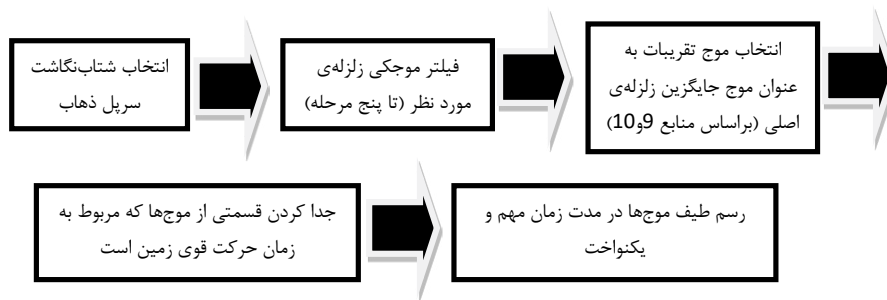 انتخاب شتاب‌نگاشت
سرپل ذهاب
فیلتر موجکی زلزله‌ی
مورد نظر (تا پنج مرحله)
انتخاب موج تقریبات به
عنوان موج جایگزین زلزله‌ی
اصلی (براساس منابع 9و10)
جدا کردن قسمتی از موج‌ها که مربوط به
زمان حرکت قوی زمین است
رسم طیف موج‌ها در مدت زمان مهم و
یکنواخت